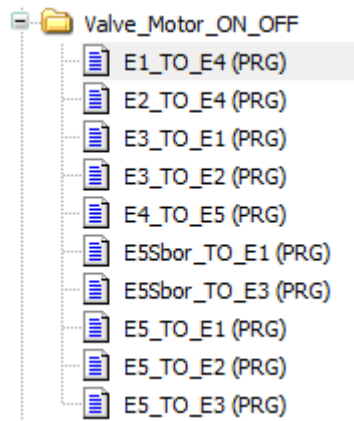 Valve_Motor_ON_OFF
E1_TO_E4 (PRG)
E2_TO_E4 (PRG)
E3_TO_E1 (PRG)
E3_TO_E2 (PRG)
E4_TO_E5 (PRG)
E5Sbor_TO_E1 (PRG)
E5Sbor_TO_E3 (PRG)
E5_TO_E1 (PRG)
E5_TO_E2 (PRG)
E5_TO_E3 (PRG)